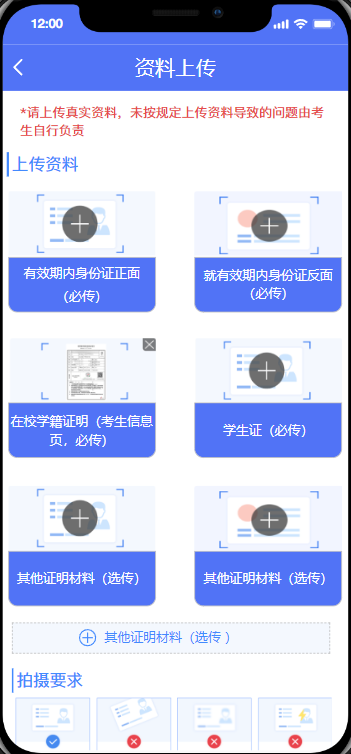 12:00
资料上传
*请上传真实资料，未按规定上传资料导致的问题由考
生自行负责
上传资料
有效期内身份证正面
（必传）
就有效期内身份证反面
（必传）
在校学籍证明（考生信息
页，必传）
学生证（必传）
其他证明材料（选传）
其他证明材料（选传）
其他证明材料（选传 ）
拍摄要求